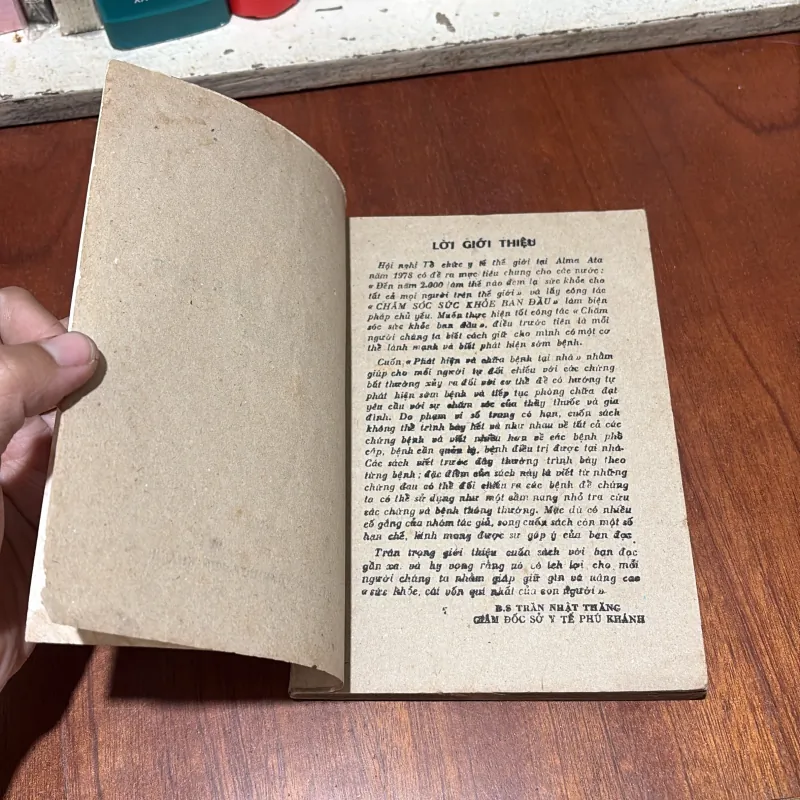 LỜI GIỚI THIỆU
Hội nghị Tổ chức y tế thế giới tại Alma Ata
năm 1978 có đề ra mục tiêu chung cho các nước :
« Đến năm 2.000 làm thế nào đem lạ sức khỏe cho
tất cả mọi người trên thế giới » và lấy công tác
« CHĂM SÓC SỨC KHỎE BAN ĐẦU » làm biện
pháp chủ yếu. Muốn thực hiện tốt công tác « Chăm
sóc sức khỏe ban đầu », điều trước tiên là mỗi
người chúng ta biết cách giữ cho mình có một cơ
thể lành mạnh và biết phát hiện sớm bệnh.
Cuốn « Phát hiện và chữa bệnh tại nhà » nhằm
giúp cho mỗi người tự đối chiếu với các chứng
bất thường xảy ra đối với cơ thể để có hướng tự
phát hiện sớm bệnh và tiếp tục phòng chữa đạt
yêu cầu với sự chăm sóc của thầy thuốc và gia
đình. Do phạm vi số trang có hạn, cuốn sách
không thể trình bày hết và như nhau về tất cả các
chứng bệnh và viết nhiều hơn về các bệnh phổ
cập, bệnh cần quản lý, bệnh điều trị được tại nhà.
Các sách viết trước đây thường trình bày theo
từng bệnh ; đặc điểm của sách này là viết từ những
chứng đau có thể đối chiếu ra các bệnh để chúng
ta có thể sử dụng như một cẩm nang nhỏ tra cứu
các chứng và bệnh thông thường. Mặc dù có nhiều
cố gắng của nhóm tác giả, song cuốn sách còn một số
hạn chế, kính mong được sự góp ý của bạn đọc
Trân trọng giới thiệu cuốn sách với bạn đọc
gần xa và hy vọng rằng nó có ích lợi cho mỗi
người chúng ta nhằm giúp giữ gìn và nâng cao
« sức khỏe, cái vốn quí nhất của con người ».
B.S TRẦN NHẬT THĂNG
GIÁM ĐỐC SỞ Y TẾ PHÚ KHÁNH